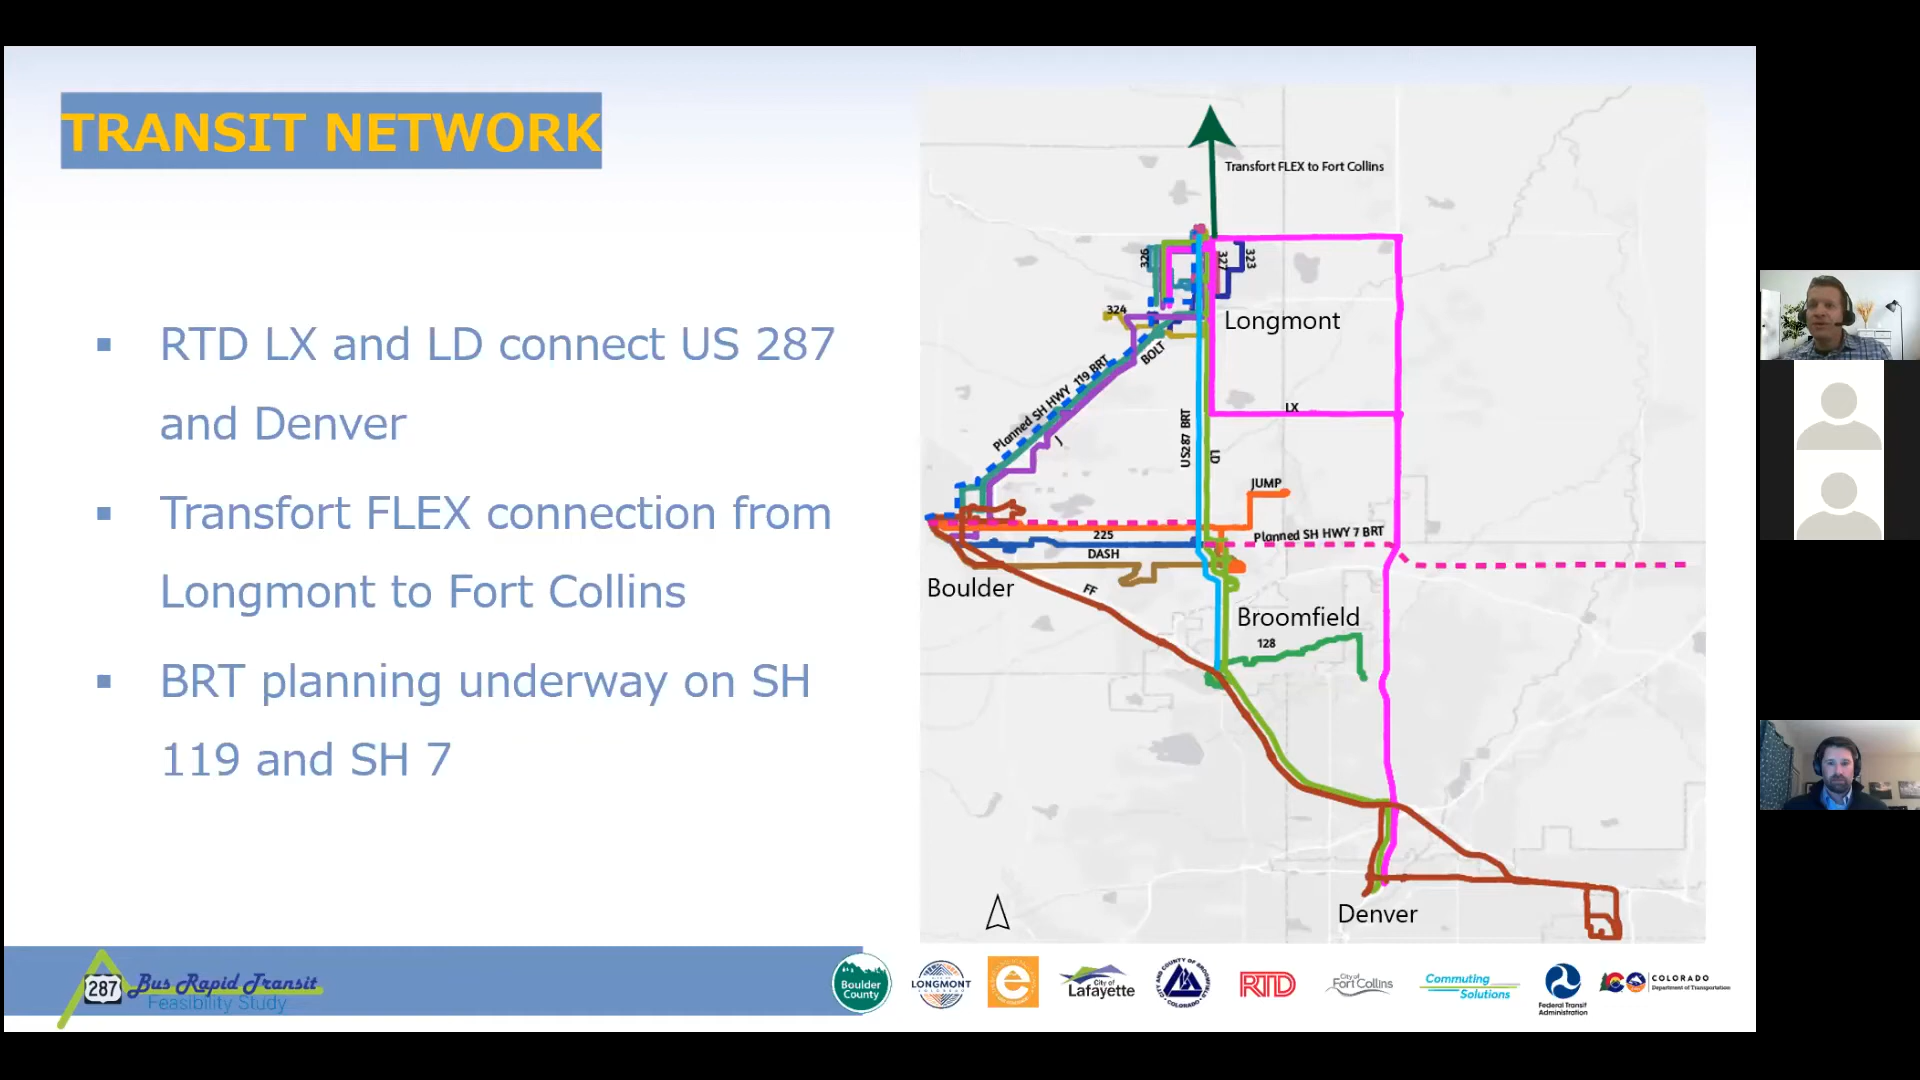 TRANSIT NETWORK
▪ RTD LX and LD connect US 287
and Denver
▪ Transfort FLEX connection from
Longmont to Fort Collins
▪ BRT planning underway on SH
119 and SH 7
Transfort FLEX to Fort Collins
326
327
323
324
Longmont
BOLT
Planned SH HWY 119 BRT
J
LX
US287 BRT
LD
JUMP
225
Planned SH HWY 7 BRT
DASH
Boulder
FF
Broomfield
128
Denver
287
Bus Rapid Transit
Feasibility Study
Boulder
County
LONGMONT
COLORADO
e
City of
Lafayette
CITY AND COUNTY OF BROOMFIELD
COLORADO
RTD
City of
Fort Collins
Commuting
Solutions
Federal Transit
Administration
COLORADO
Department of Transportation